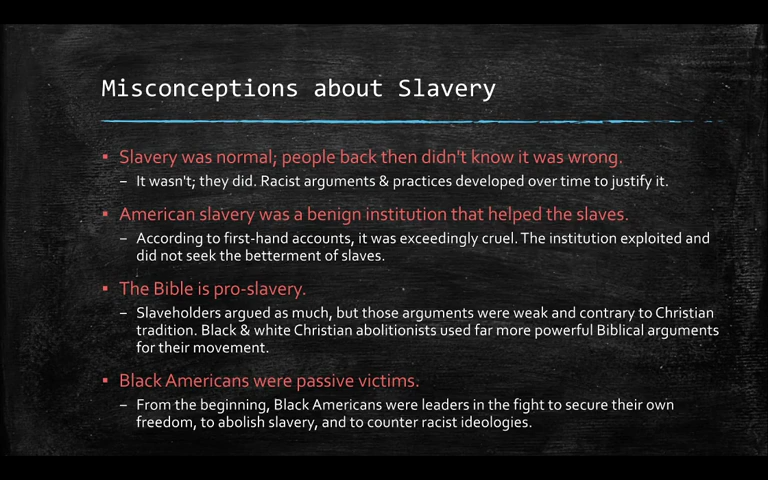 Misconceptions about Slavery
▪ Slavery was normal; people back then didn't know it was wrong.
– It wasn't; they did. Racist arguments & practices developed over time to justify it.
▪ American slavery was a benign institution that helped the slaves.
– According to first-hand accounts, it was exceedingly cruel. The institution exploited and
did not seek the betterment of slaves.
▪ The Bible is pro-slavery.
– Slaveholders argued as much, but those arguments were weak and contrary to Christian
tradition. Black & white Christian abolitionists used far more powerful Biblical arguments
for their movement.
▪ Black Americans were passive victims.
– From the beginning, Black Americans were leaders in the fight to secure their own
freedom, to abolish slavery, and to counter racist ideologies.